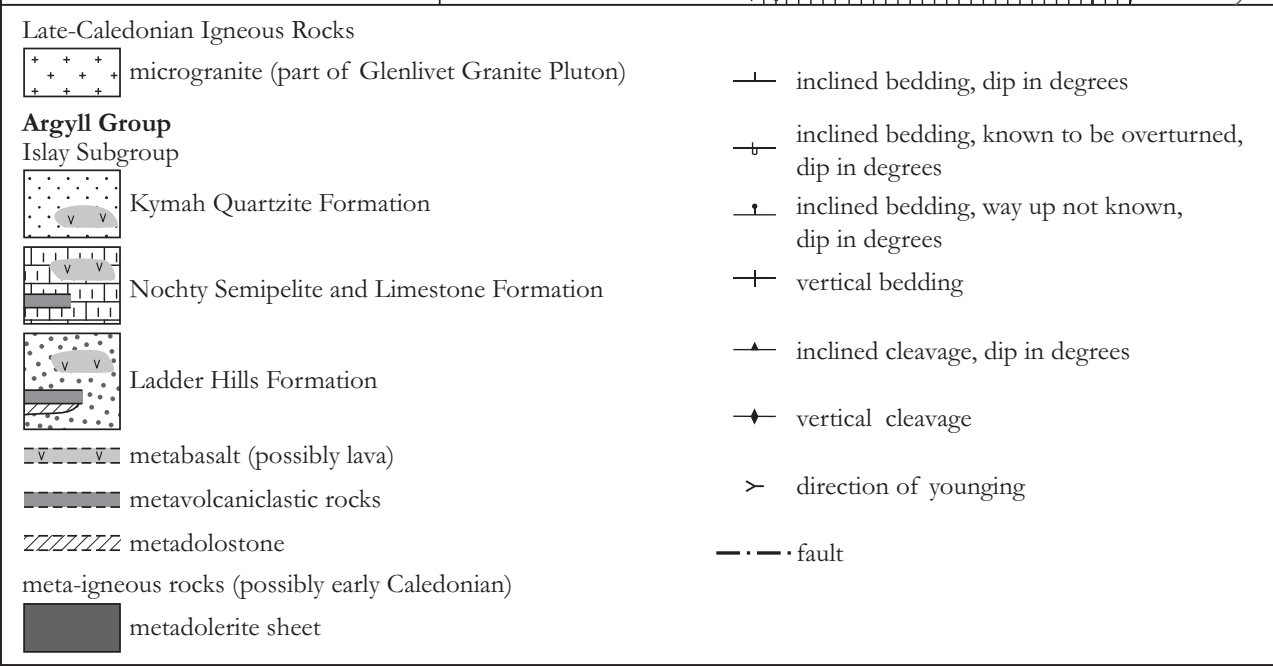 Late-Caledonian Igneous Rocks
microgranite (part of Glenlivet Granite Pluton)
Argyll Group
Islay Subgroup
Kymah Quartzite Formation
Nochty Semipelite and Limestone Formation
Ladder Hills Formation
metabasalt (possibly lava)
metavolcaniclastic rocks
metadolostone
meta-igneous rocks (possibly early Caledonian)
metadolerite sheet
inclined bedding, dip in degrees
inclined bedding, known to be overturned,
dip in degrees
inclined bedding, way up not known,
dip in degrees
vertical bedding
inclined cleavage, dip in degrees
vertical cleavage
direction of younging
fault